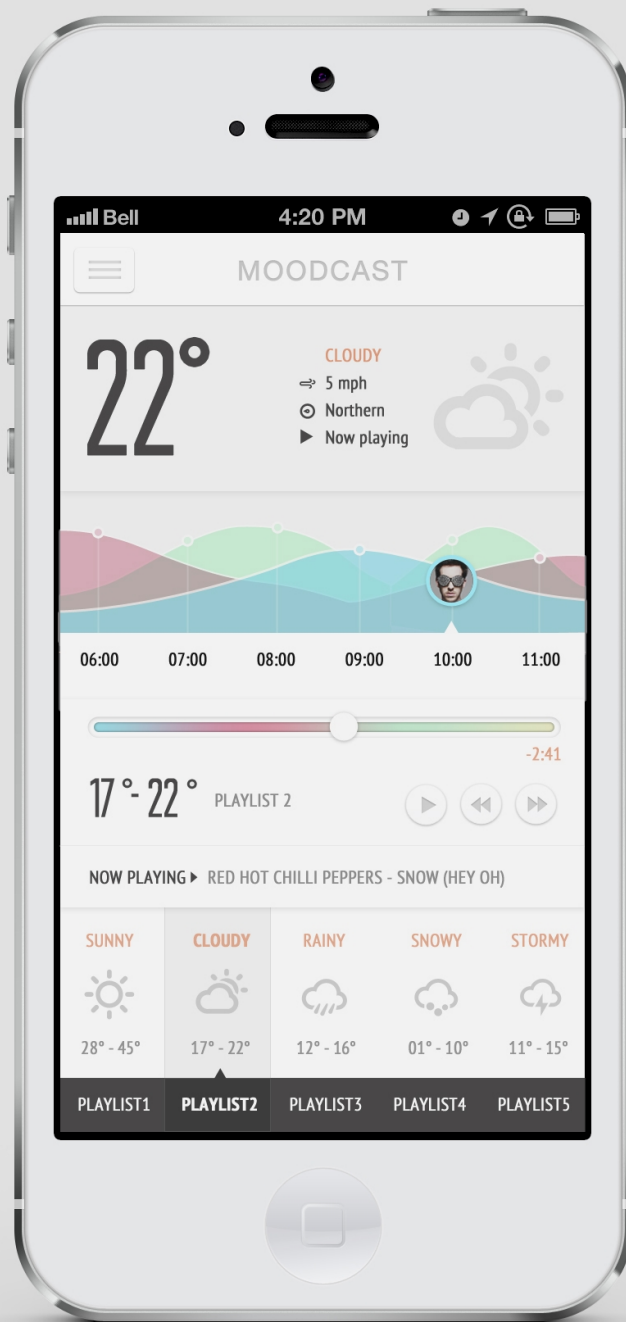 Bell 4:20 PM
MOODCAST
22°
CLOUDY
5 mph
Northern
Now playing
06:00 07:00 08:00 09:00 10:00 11:00
-2:41
17°- 22° PLAYLIST 2
NOW PLAYING RED HOT CHILLI PEPPERS - SNOW (HEY OH)
SUNNY CLOUDY RAINY SNOWY STORMY
28° - 45° 17° - 22° 12° - 16° 01° - 10° 11° - 15°
PLAYLIST1 PLAYLIST2 PLAYLIST3 PLAYLIST4 PLAYLIST5